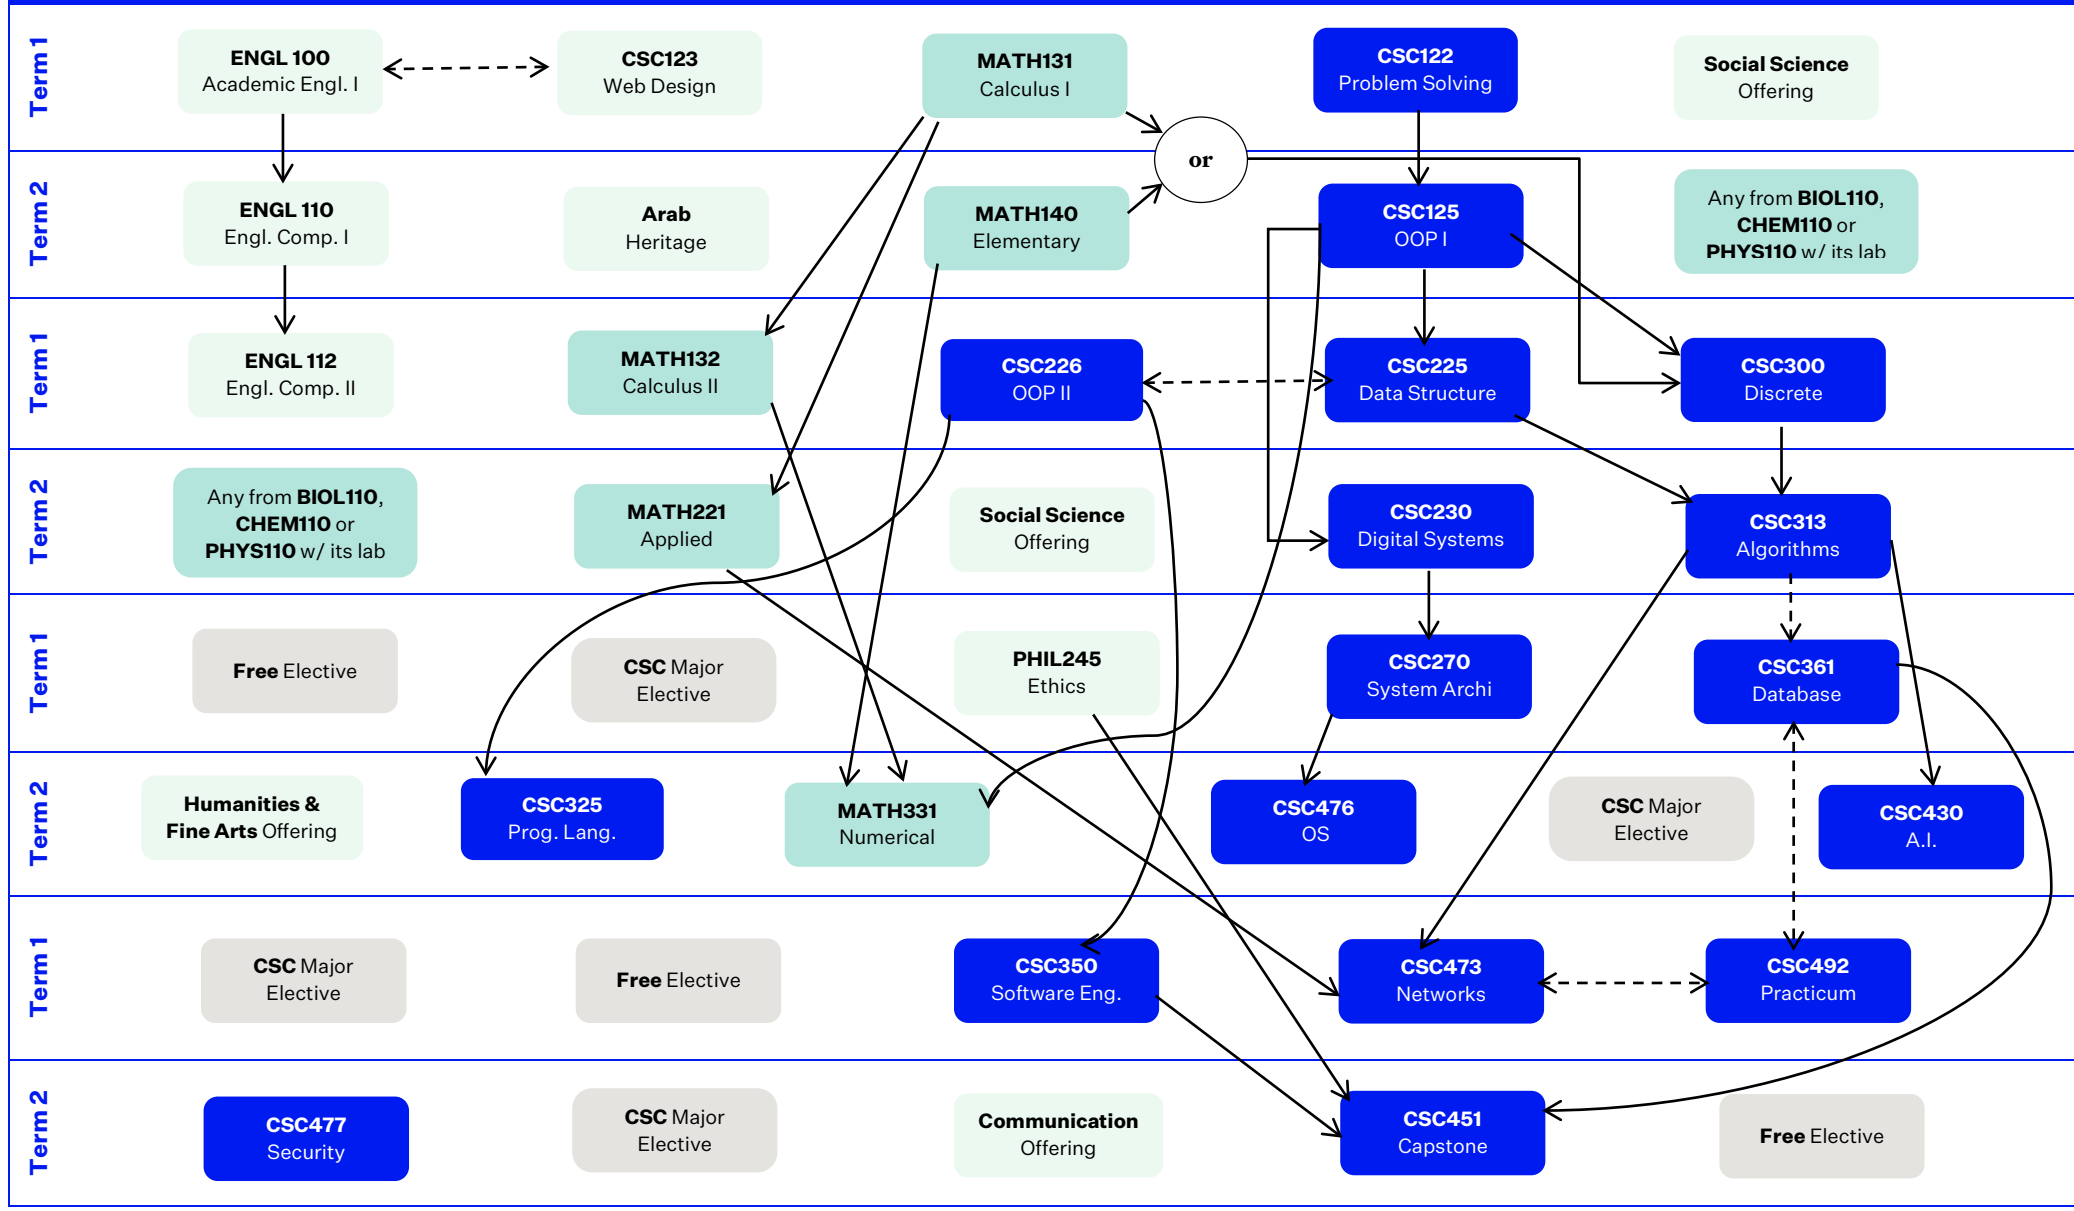 Term 1
ENGL 100
Academic Engl. I
CSC123
Web Design
MATH131
Calculus I
CSC122
Problem Solving
Social Science
Offering
or
Term 2
ENGL 110
Engl. Comp. I
Arab
Heritage
MATH140
Elementary
CSC125
OOP I
Any from BIOL110,
CHEM110 or
PHYS110 w/ its lab
Term 1
ENGL 112
Engl. Comp. II
MATH132
Calculus II
CSC226
OOP II
CSC225
Data Structure
CSC300
Discrete
Term 2
Any from BIOL110,
CHEM110 or
PHYS110 w/ its lab
MATH221
Applied
Social Science
Offering
CSC230
Digital Systems
CSC313
Algorithms
Term 1
Free Elective
CSC Major
Elective
PHIL245
Ethics
CSC270
System Archi
CSC361
Database
Term 2
Humanities &
Fine Arts Offering
CSC325
Prog. Lang.
MATH331
Numerical
CSC476
OS
CSC Major
Elective
CSC430
A.I.
Term 1
CSC Major
Elective
Free Elective
CSC350
Software Eng.
CSC473
Networks
CSC492
Practicum
Term 2
CSC477
Security
CSC Major
Elective
Communication
Offering
CSC451
Capstone
Free Elective